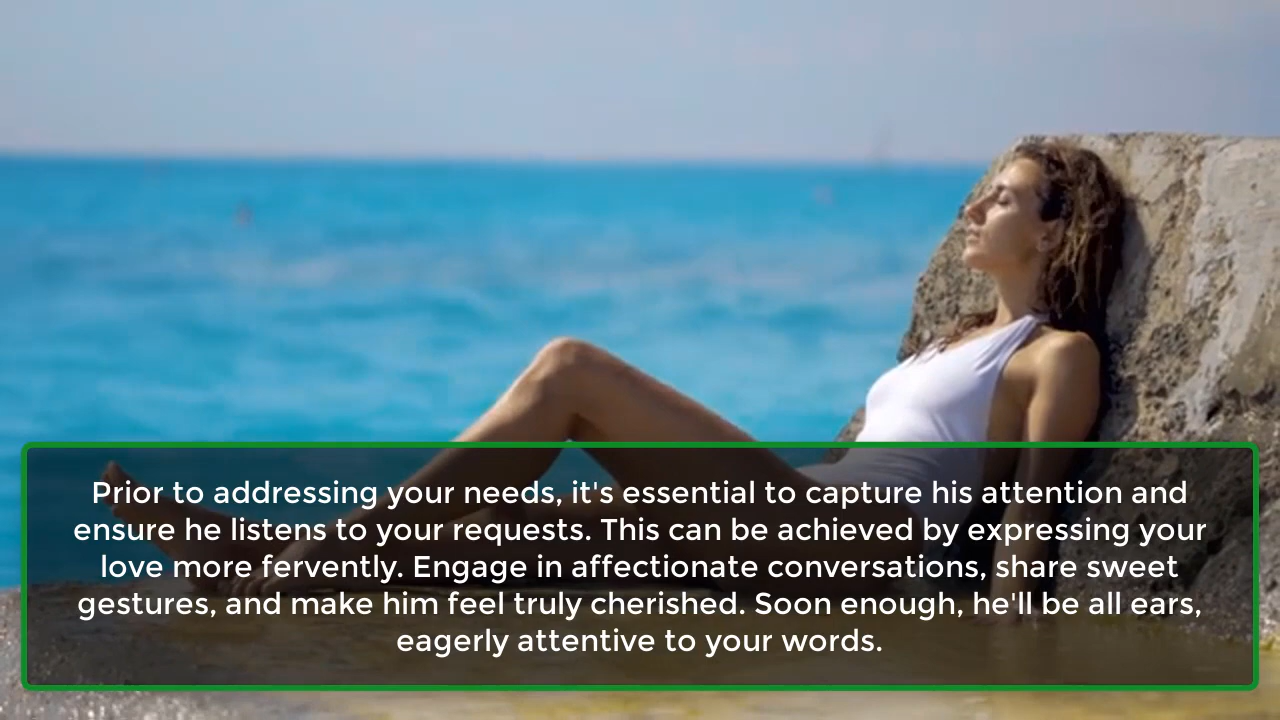 Prior to addressing your needs, it's essential to capture his attention and
ensure he listens to your requests. This can be achieved by expressing your
love more fervently. Engage in affectionate conversations, share sweet
gestures, and make him feel truly cherished. Soon enough, he'll be all ears,
eagerly attentive to your words.